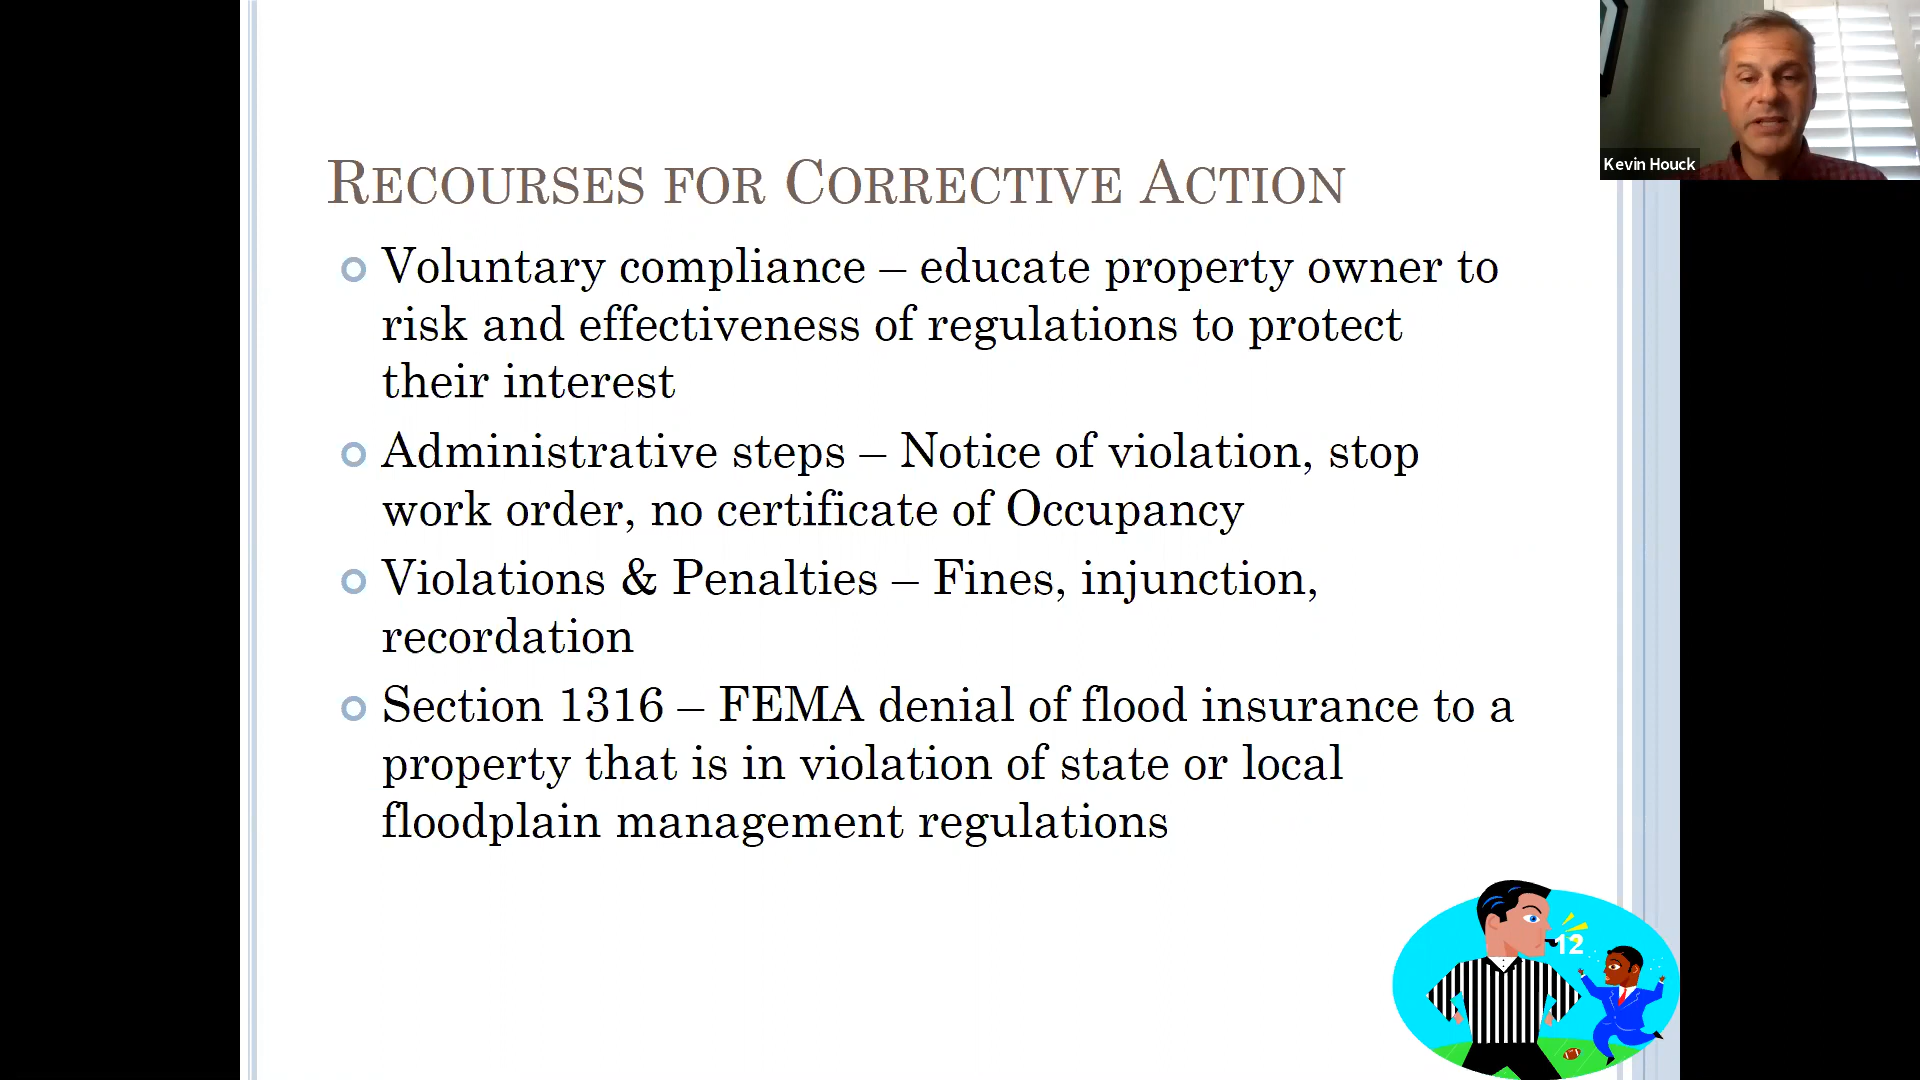 Kevin Houck
RECOURSES FOR CORRECTIVE ACTION
Voluntary compliance – educate property owner to
risk and effectiveness of regulations to protect
their interest
Administrative steps – Notice of violation, stop
work order, no certificate of Occupancy
Violations & Penalties – Fines, injunction,
recordation
Section 1316 – FEMA denial of flood insurance to a
property that is in violation of state or local
floodplain management regulations
12